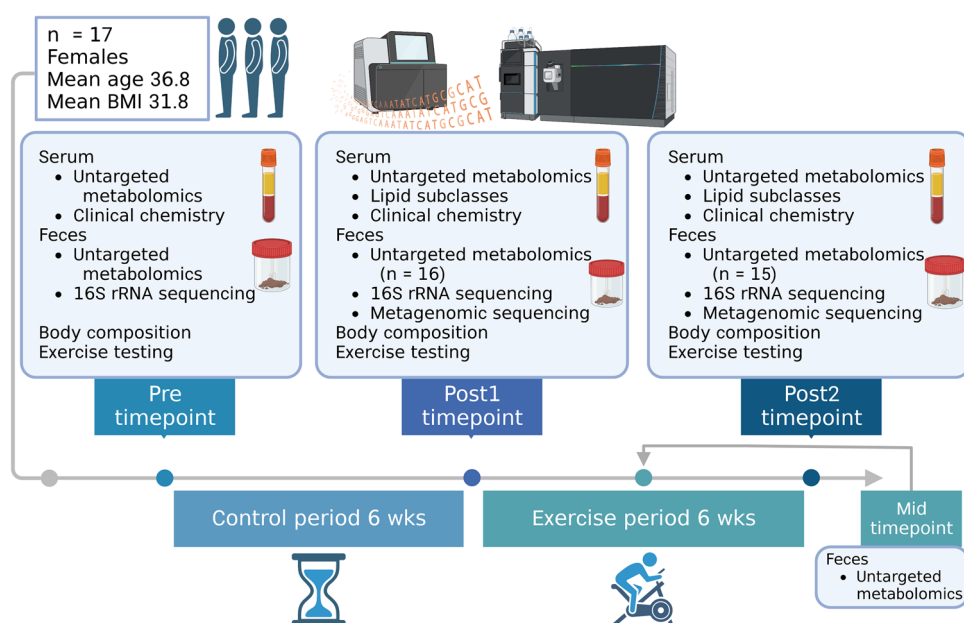 n = 17
Females
Mean age 36.8
Mean BMI 31.8
CAAATATCATGCGCAT
CAAATATCATGCG
AGTCAAATATCATGCGCAT
Serum
• Untargeted
metabolomics
• Clinical chemistry
Feces
• Untargeted
metabolomics
• 16S rRNA sequencing
Body composition
Exercise testing
Serum
• Untargeted metabolomics
• Lipid subclasses
• Clinical chemistry
Feces
• Untargeted metabolomics
(n = 16)
• 16S rRNA sequencing
• Metagenomic sequencing
Body composition
Exercise testing
Serum
• Untargeted metabolomics
• Lipid subclasses
• Clinical chemistry
Feces
• Untargeted metabolomics
(n = 15)
• 16S rRNA sequencing
• Metagenomic sequencing
Body composition
Exercise testing
Pre
timepoint
Post1
timepoint
Post2
timepoint
Control period 6 wks
Exercise period 6 wks
Mid
timepoint
Feces
• Untargeted
metabolomics